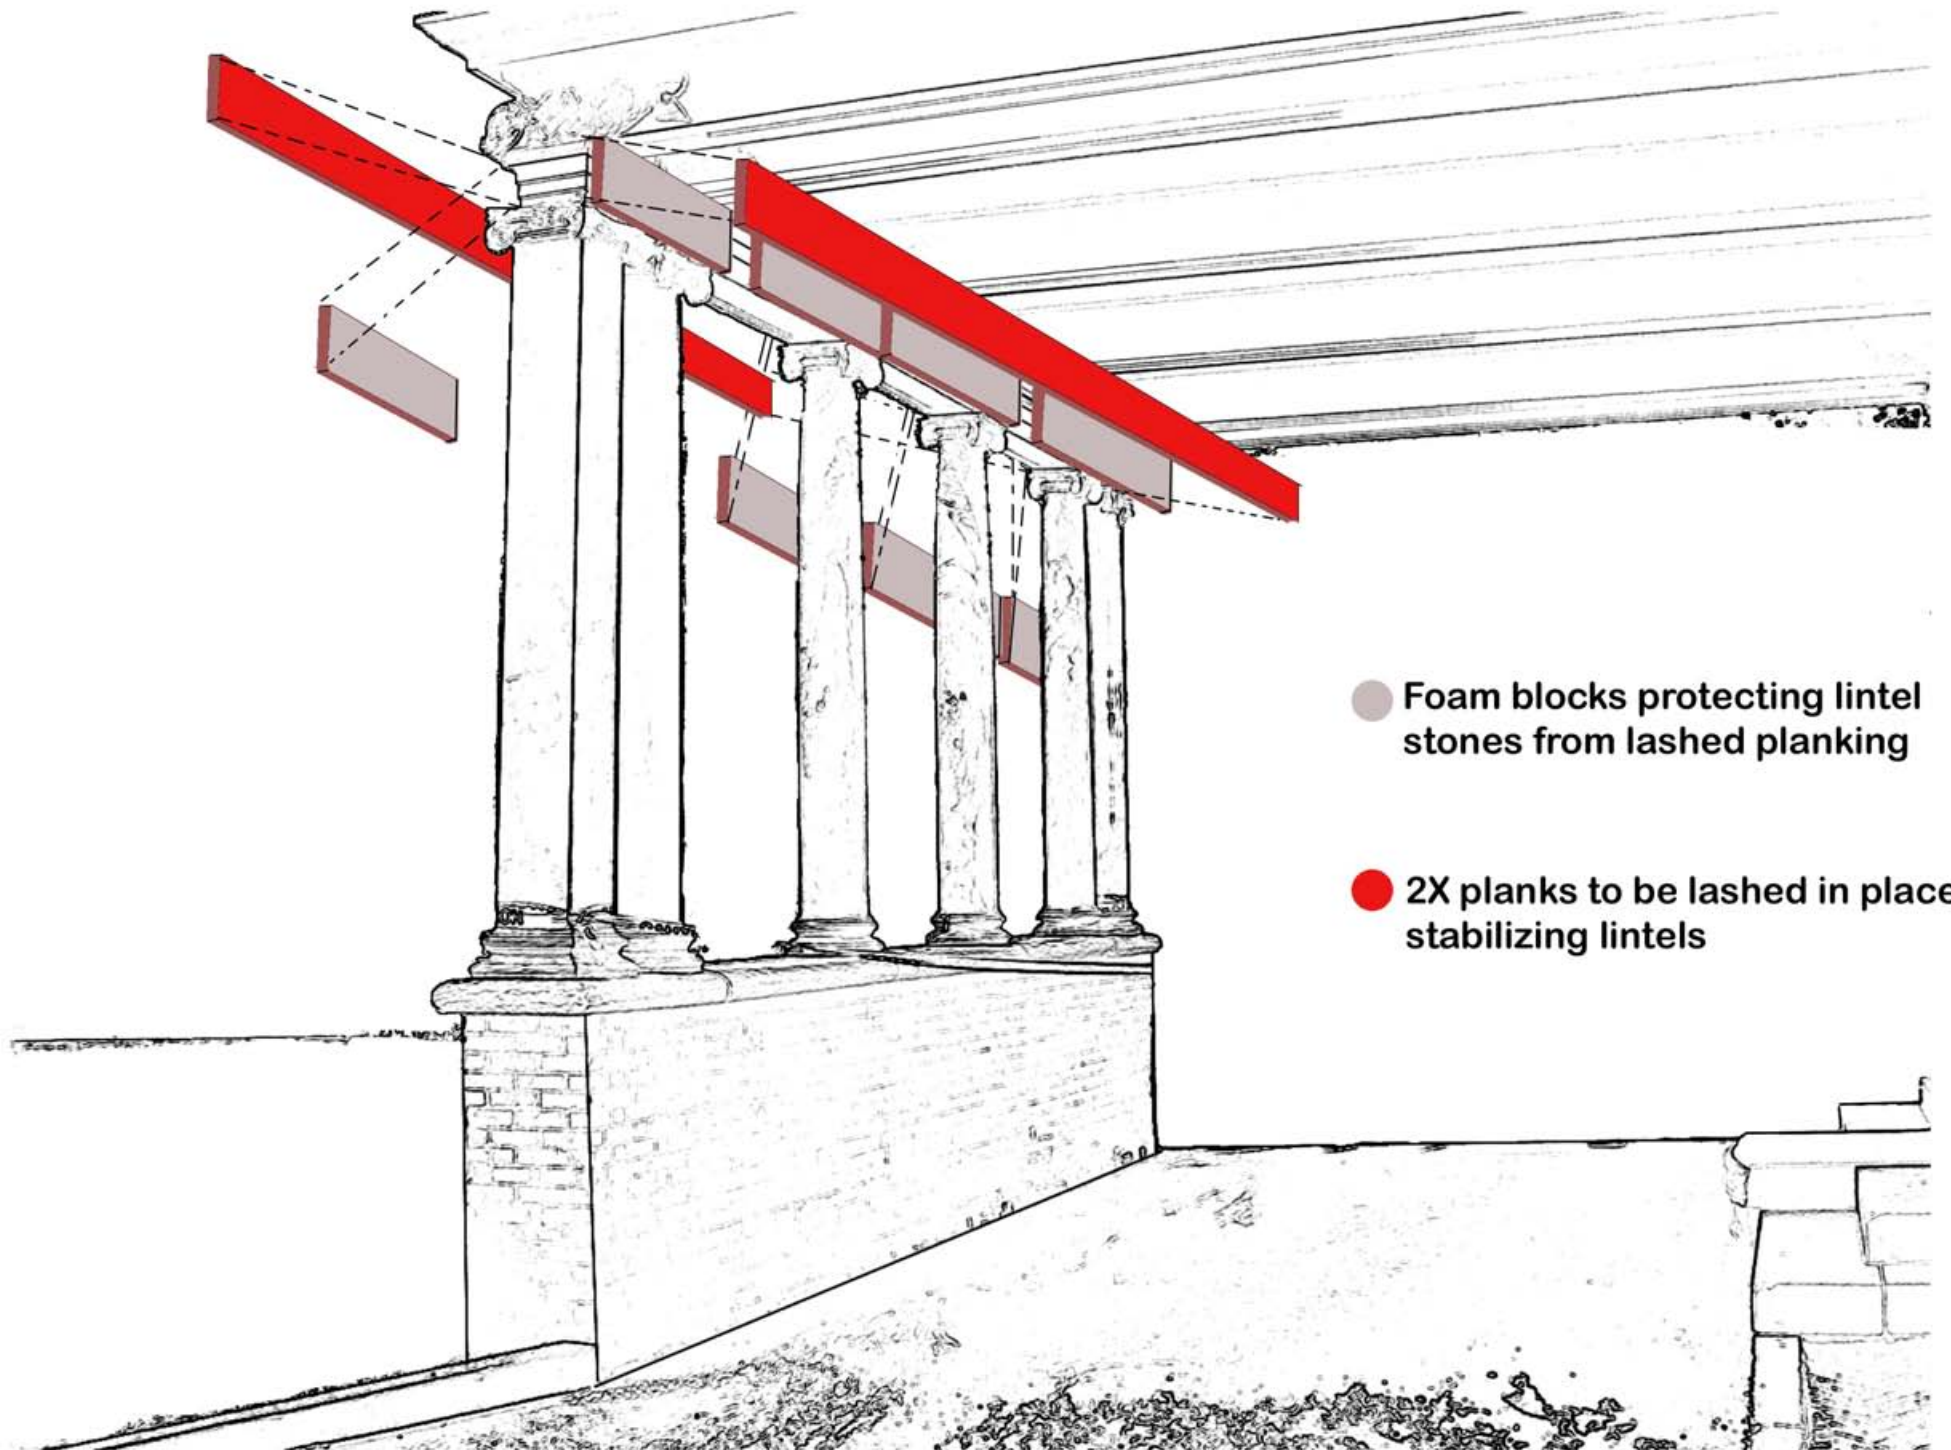 Foam blocks protecting lintel
stones from lashed planking
2X planks to be lashed in place
stabilizing lintels